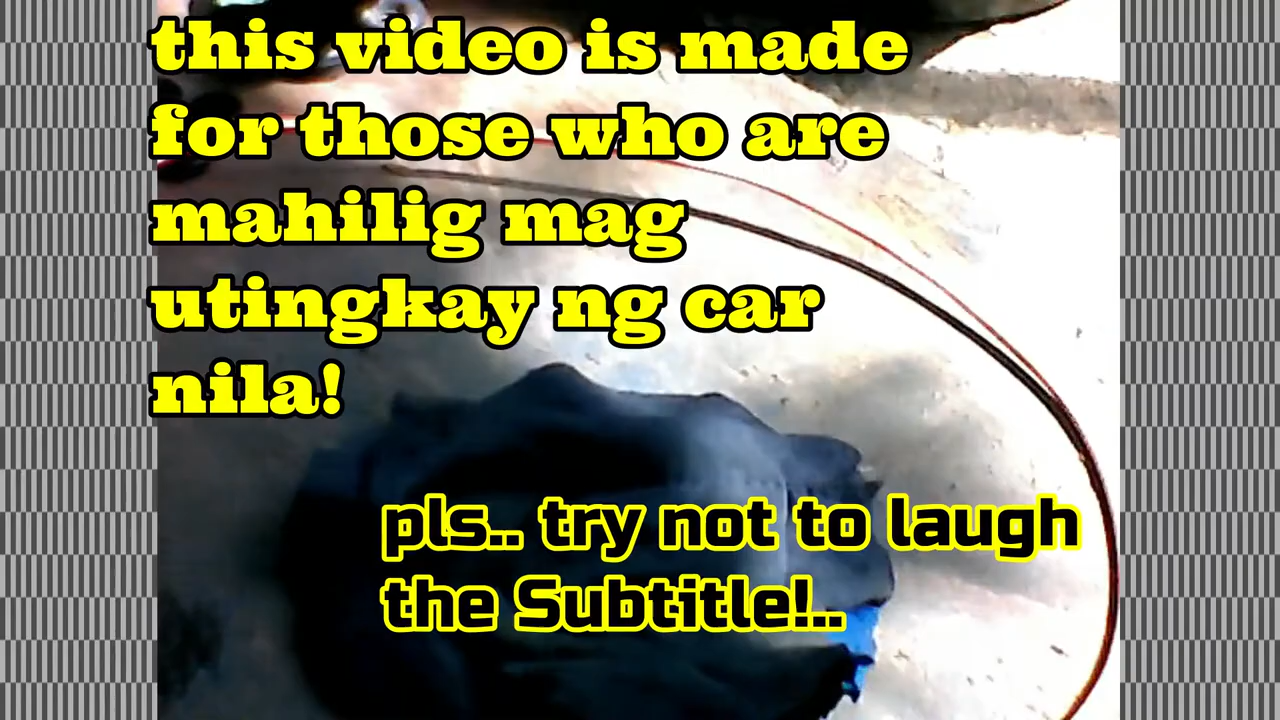 this video is made
for those who are
mahilig mag
utingkay ng car
nila!
pls.. try not to laugh
the Subtitle!..